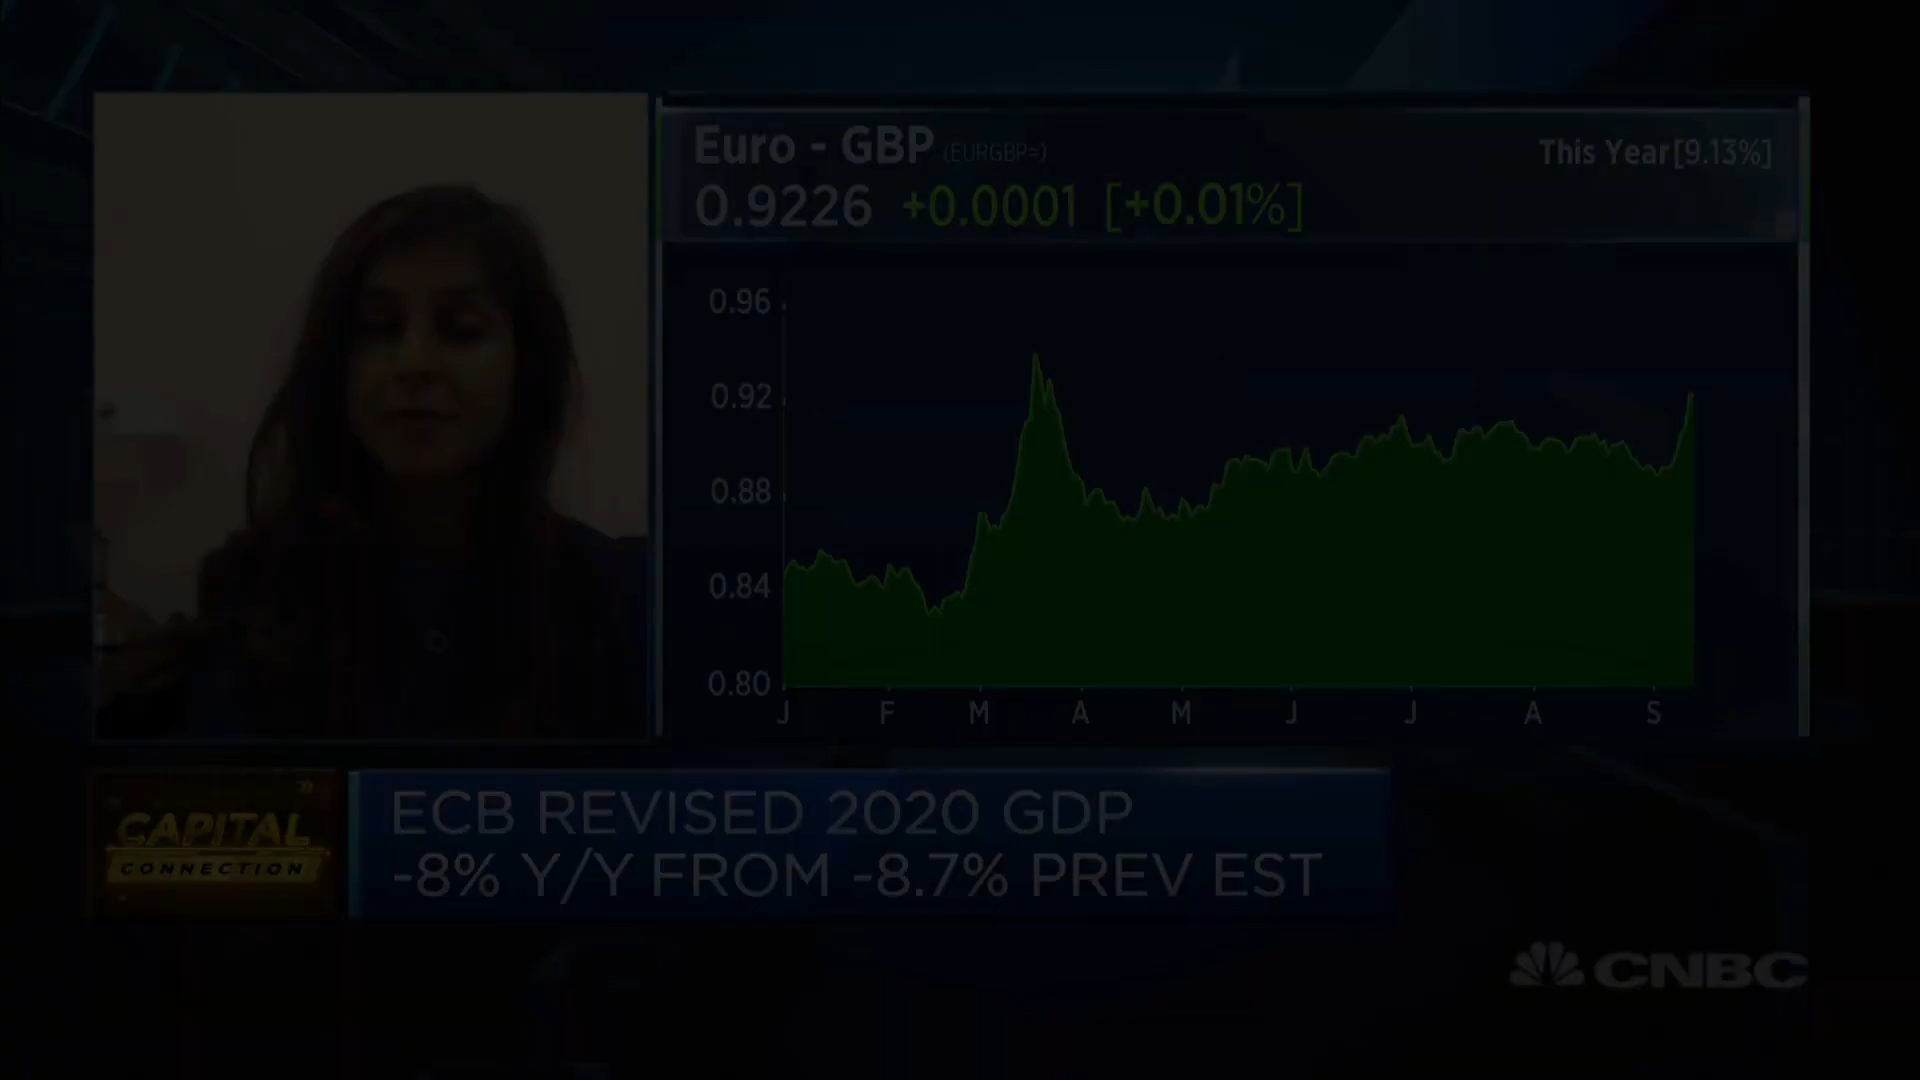 Euro - GBP (EURGBP=)
This Year[9.13%]
0.9226 +0.0001 [+0.01%]
0.96
0.92
0.88
0.84
0.80
J F M A M J J A S
CAPITAL
CONNECTION
ECB REVISED 2020 GDP
-8% Y/Y FROM -8.7% PREV EST
CNBC